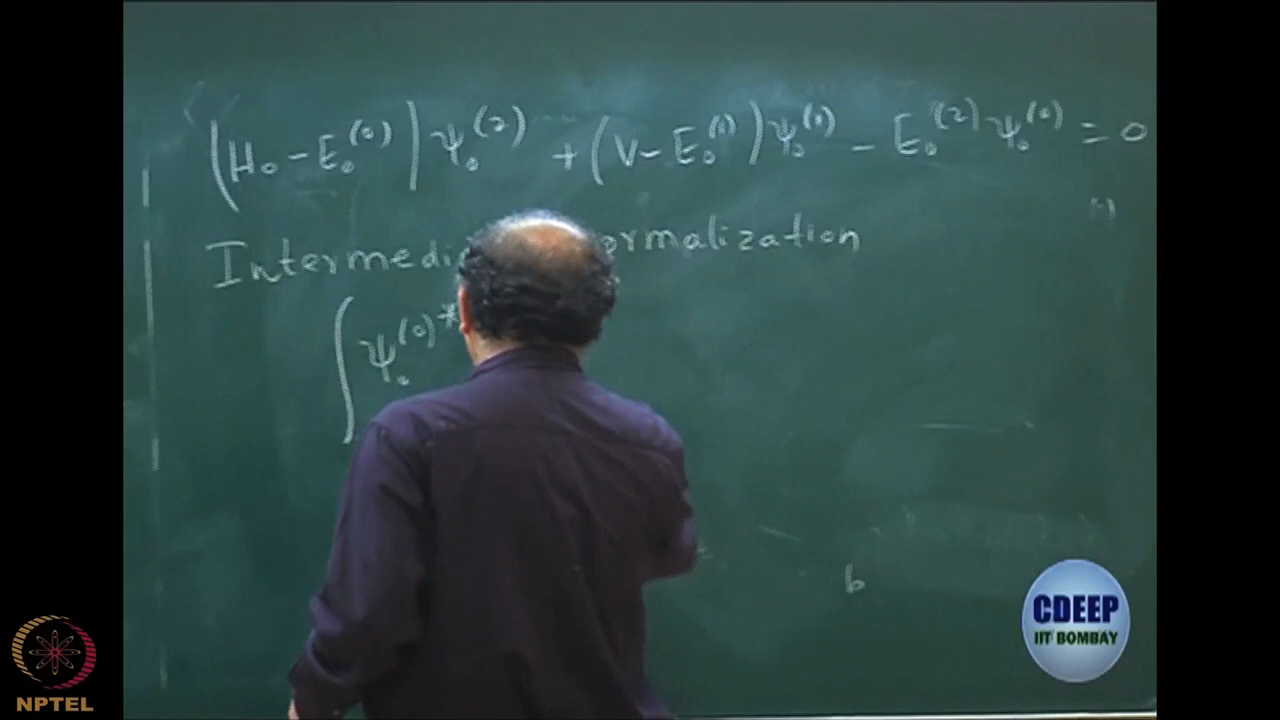 (H₀ - E₀⁽⁰⁾) ψ₀⁽²⁾ + (V - E₀⁽¹⁾) ψ₀⁽¹⁾ - E₀⁽²⁾ ψ₀⁽⁰⁾ = 0
Intermedi ormalization
∫ ψ₀⁽⁰⁾*
b
CDEEP
IIT BOMBAY
NPTEL